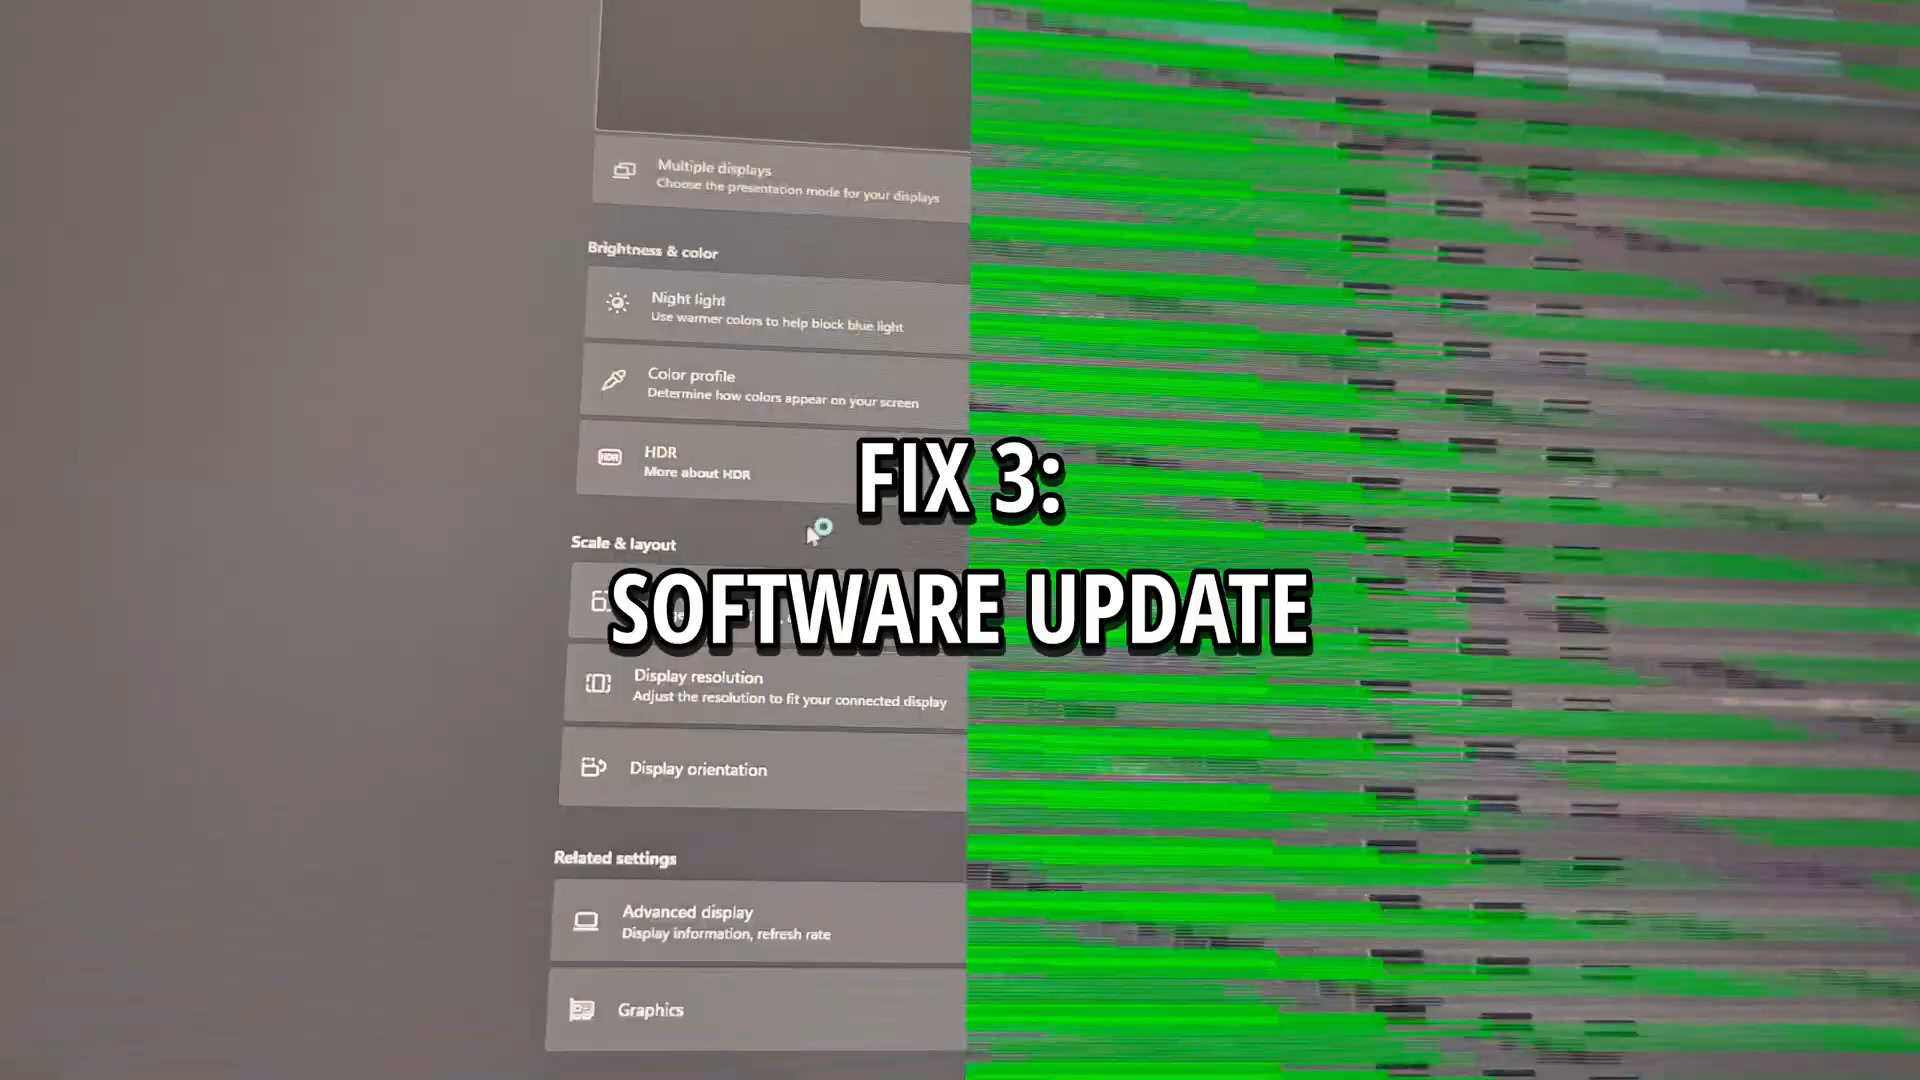 Multiple displays
Choose the presentation mode for your displays
Brightness & color
Night light
Use warmer colors to help block blue light
Color profile
Determine how colors appear on your screen
HDR
HDR
More about HDR
FIX 3:
Scale & layout
SOFTWARE UPDATE
Display resolution
Adjust the resolution to fit your connected display
Display orientation
Related settings
Advanced display
Display information, refresh rate
Graphics